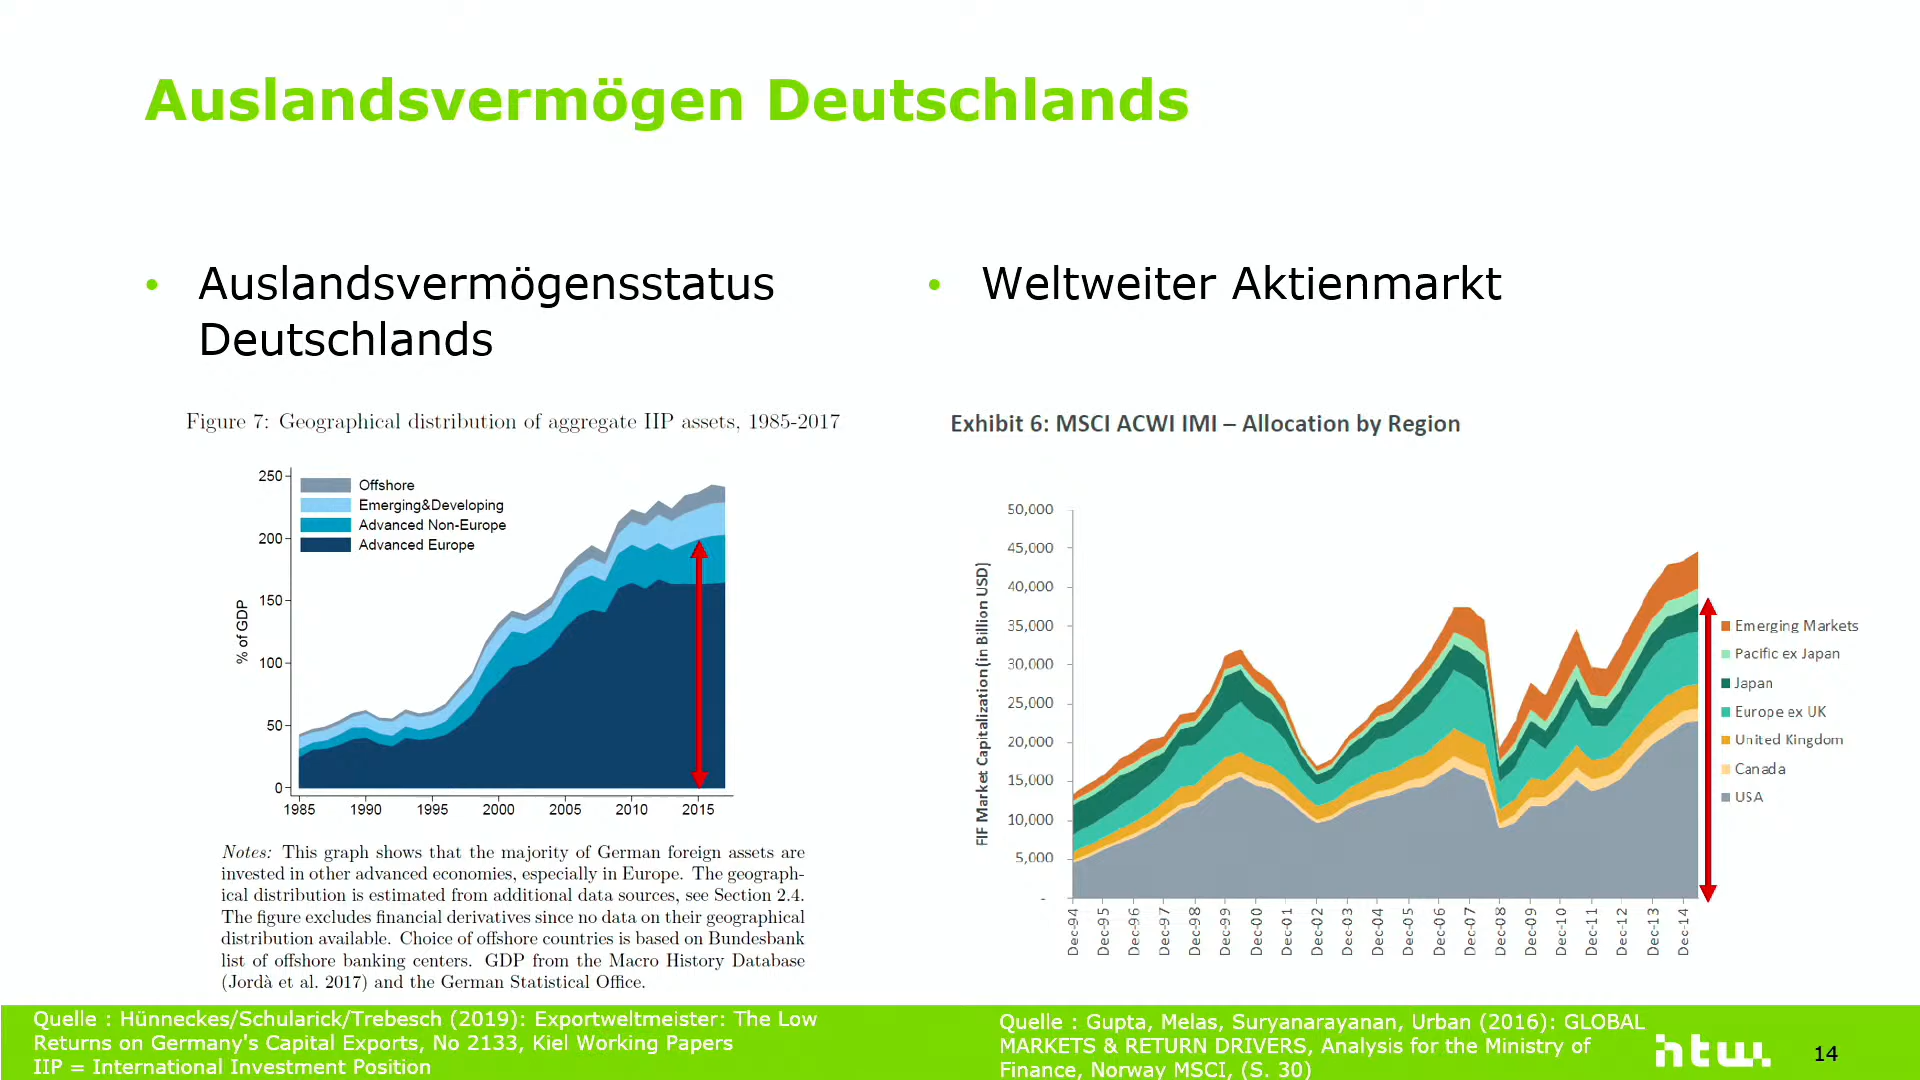 Auslandsvermögen Deutschlands
• Auslandsvermögensstatus
Deutschlands
Figure 7: Geographical distribution of aggregate IIP assets, 1985-2017
250
200
150
100
50
0
% of GDP
Offshore
Emerging&Developing
Advanced Non-Europe
Advanced Europe
1985 1990 1995 2000 2005 2010 2015
Notes: This graph shows that the majority of German foreign assets are
invested in other advanced economies, especially in Europe. The geograph-
ical distribution is estimated from additional data sources, see Section 2.4.
The figure excludes financial derivatives since no data on their geographical
distribution available. Choice of offshore countries is based on Bundesbank
list of offshore banking centers. GDP from the Macro History Database
(Jordà et al. 2017) and the German Statistical Office.
• Weltweiter Aktienmarkt
Exhibit 6: MSCI ACWI IMI – Allocation by Region
FIF Market Capitalization(in Billion USD)
50,000
45,000
40,000
35,000
30,000
25,000
20,000
15,000
10,000
5,000
-
Dec-94 Dec-95 Dec-96 Dec-97 Dec-98 Dec-99 Dec-00 Dec-01 Dec-02 Dec-03 Dec-04 Dec-05 Dec-06 Dec-07 Dec-08 Dec-09 Dec-10 Dec-11 Dec-12 Dec-13 Dec-14
Emerging Markets
Pacific ex Japan
Japan
Europe ex UK
United Kingdom
Canada
USA
Quelle : Hünneckes/Schularick/Trebesch (2019): Exportweltmeister: The Low
Returns on Germany's Capital Exports, No 2133, Kiel Working Papers
IIP = International Investment Position
Quelle : Gupta, Melas, Suryanarayanan, Urban (2016): GLOBAL
MARKETS & RETURN DRIVERS, Analysis for the Ministry of
Finance, Norway MSCI, (S. 30)
htw.
14